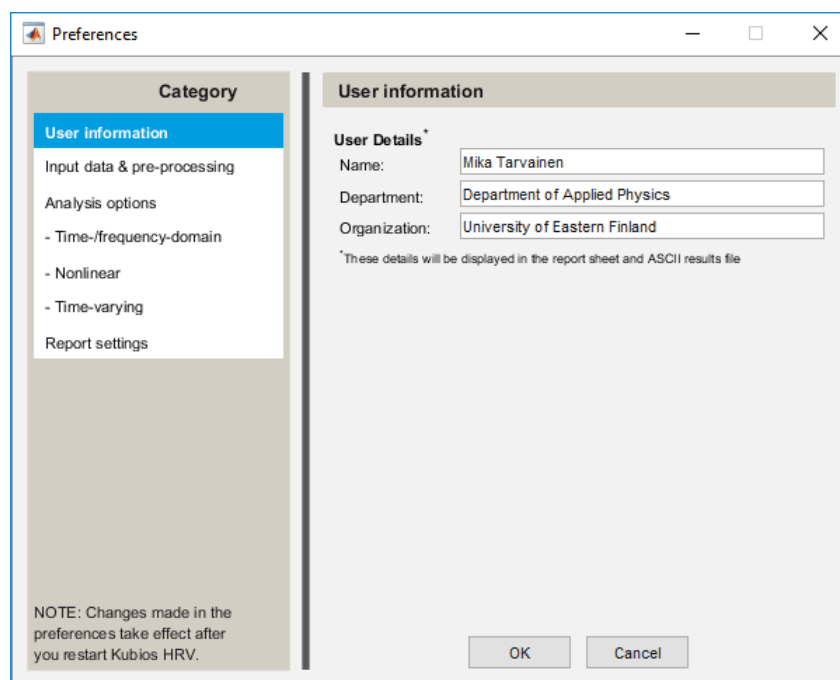 Preferences
Category
User information
Input data & pre-processing
Analysis options
- Time-/frequency-domain
- Nonlinear
- Time-varying
Report settings
NOTE: Changes made in the
preferences take effect after
you restart Kubios HRV.
User information
User Details*
Name: Mika Tarvainen
Department: Department of Applied Physics
Organization: University of Eastern Finland
*These details will be displayed in the report sheet and ASCII results file
OK Cancel